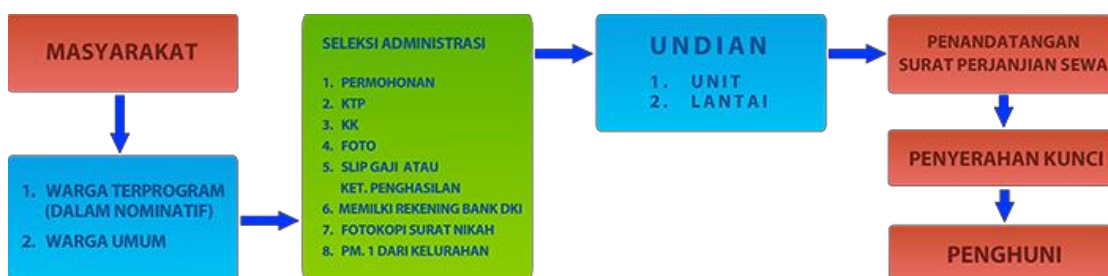 MASYARAKAT
1. WARGA TERPROGRAM
(DALAM NOMINATIF)
2. WARGA UMUM
SELEKSI ADMINISTRASI
1. PERMOHONAN
2. KTP
3. KK
4. FOTO
5. SLIP GAJI ATAU
KET. PENGHASILAN
6. MEMILKI REKENING BANK DKI
7. FOTOKOPI SURAT NIKAH
8. PM. 1 DARI KELURAHAN
UNDIAN
1. UNIT
2. LANTAI
PENANDATANGAN
SURAT PERJANJIAN SEWA
PENYERAHAN KUNCI
PENGHUNI